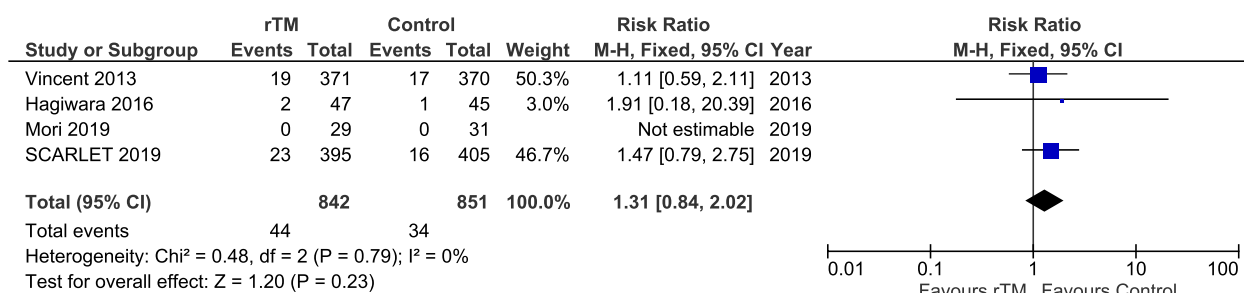 rTM Control Risk Ratio Risk Ratio
Study or Subgroup Events Total Events Total Weight M-H, Fixed, 95% CI Year M-H, Fixed, 95% CI
Vincent 2013 19 371 17 370 50.3% 1.11 [0.59, 2.11] 2013
Hagiwara 2016 2 47 1 45 3.0% 1.91 [0.18, 20.39] 2016
Mori 2019 0 29 0 31 Not estimable 2019
SCARLET 2019 23 395 16 405 46.7% 1.47 [0.79, 2.75] 2019
Total (95% CI) 842 851 100.0% 1.31 [0.84, 2.02]
Total events 44 34
Heterogeneity: Chi² = 0.48, df = 2 (P = 0.79); I² = 0%
Test for overall effect: Z = 1.20 (P = 0.23)
0.01 0.1 1 10 100
Favours rTM Favours Control